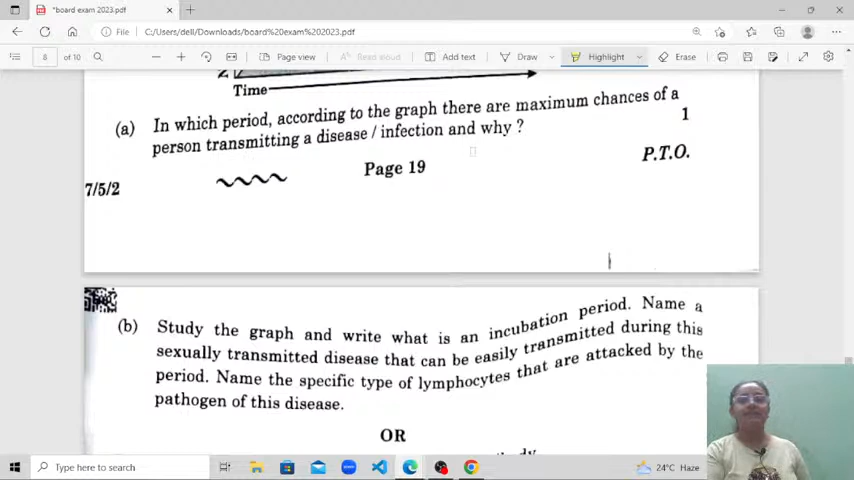 *board exam 2023.pdf
File C:/Users/dell/Downloads/board%20exam%202023.pdf
8 of 10 Page view Read aloud Add text Draw Highlight Erase
Time
(a) In which period, according to the graph there are maximum chances of a
person transmitting a disease / infection and why ? 1
Page 19 P.T.O.
7/5/2
(b) Study the graph and write what is an incubation period. Name a
sexually transmitted disease that can be easily transmitted during this
period. Name the specific type of lymphocytes that are attacked by the
pathogen of this disease.
OR
Type here to search 24°C Haze